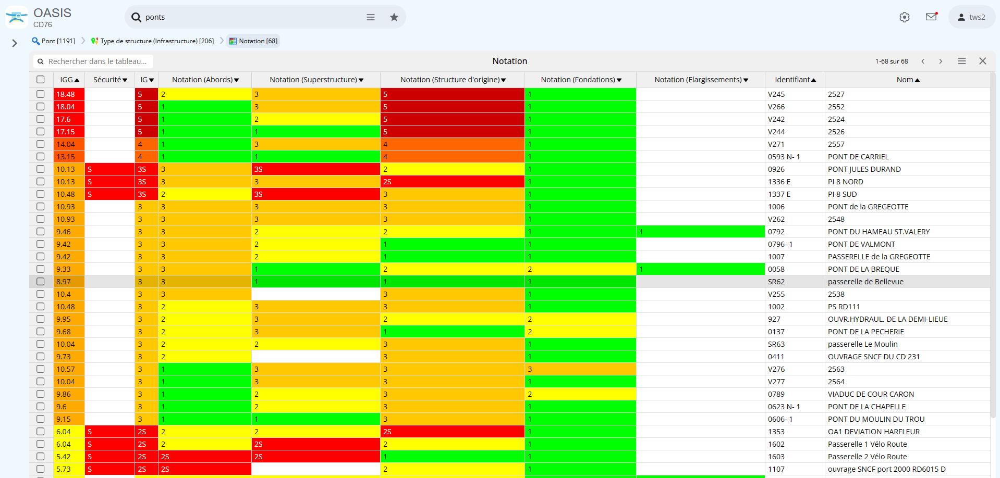 OASIS
CD76
ponts
tws2
Pont [1191] Type de structure (Infrastructure) [206] Notation [68]
Rechercher dans le tableau... Notation 1-68 sur 68
IGG Sécurité IG Notation (Abords) Notation (Superstructure) Notation (Structure d'origine) Notation (Fondations) Notation (Elargissements) Identifiant Nom
18.48 5 2 3 5 1 V245 2527
18.04 5 1 3 5 1 V266 2552
17.6 5 1 2 5 1 V242 2524
17.15 5 1 1 5 1 V244 2526
14.04 4 1 3 4 1 V271 2557
13.15 4 1 1 4 1 0593 N- 1 PONT DE CARRIEL
10.13 S 3S 3 3S 2 1 0926 PONT JULES DURAND
10.13 S 3S 3 3 2S 1 1336 E PI 8 NORD
10.48 S 3S 2 3S 3 1 1337 E PI 8 SUD
10.93 3 3 3 3 1 1006 PONT de la GREGEOTTE
10.93 3 3 3 3 1 V262 2548
9.46 3 3 2 2 1 1 0792 PONT DU HAMEAU ST.VALERY
9.42 3 3 2 1 1 0796- 1 PONT DE VALMONT
9.42 3 3 2 1 1 1007 PASSERELLE de la GREGEOTTE
9.33 3 3 1 2 2 1 0058 PONT DE LA BREQUE
8.97 3 3 1 1 1 SR62 passerelle de Bellevue
10.4 3 3 3 1 V255 2538
10.48 3 2 3 3 1 1002 PS RD111
9.95 3 2 3 2 2 927 OUVR.HYDRAUL. DE LA DEMI-LIEUE
9.68 3 2 3 1 2 0137 PONT DE LA PECHERIE
10.04 3 2 2 3 1 SR63 passerelle Le Moulin
9.73 3 2 3 1 0411 OUVRAGE SNCF DU CD 231
10.57 3 1 3 3 3 V276 2563
10.04 3 1 3 3 1 V277 2564
9.86 3 1 2 3 2 0789 VIADUC DE COUR CARON
9.6 3 1 2 3 1 0623 N- 1 PONT DE LA CHAPELLE
9.15 3 1 1 3 1 0606- 1 PONT DU MOULIN DU TROU
6.04 S 2S 2 2 2S 1 1353 OA1 DEVIATION HARFLEUR
6.04 S 2S 2 2S 2 1 1602 Passerelle 1 Vélo Route
5.42 S 2S 2S 2S 1 1 1603 Passerelle 2 Vélo Route
5.73 S 2S 2S 2 1 1107 ouvrage SNCF port 2000 RD6015 D